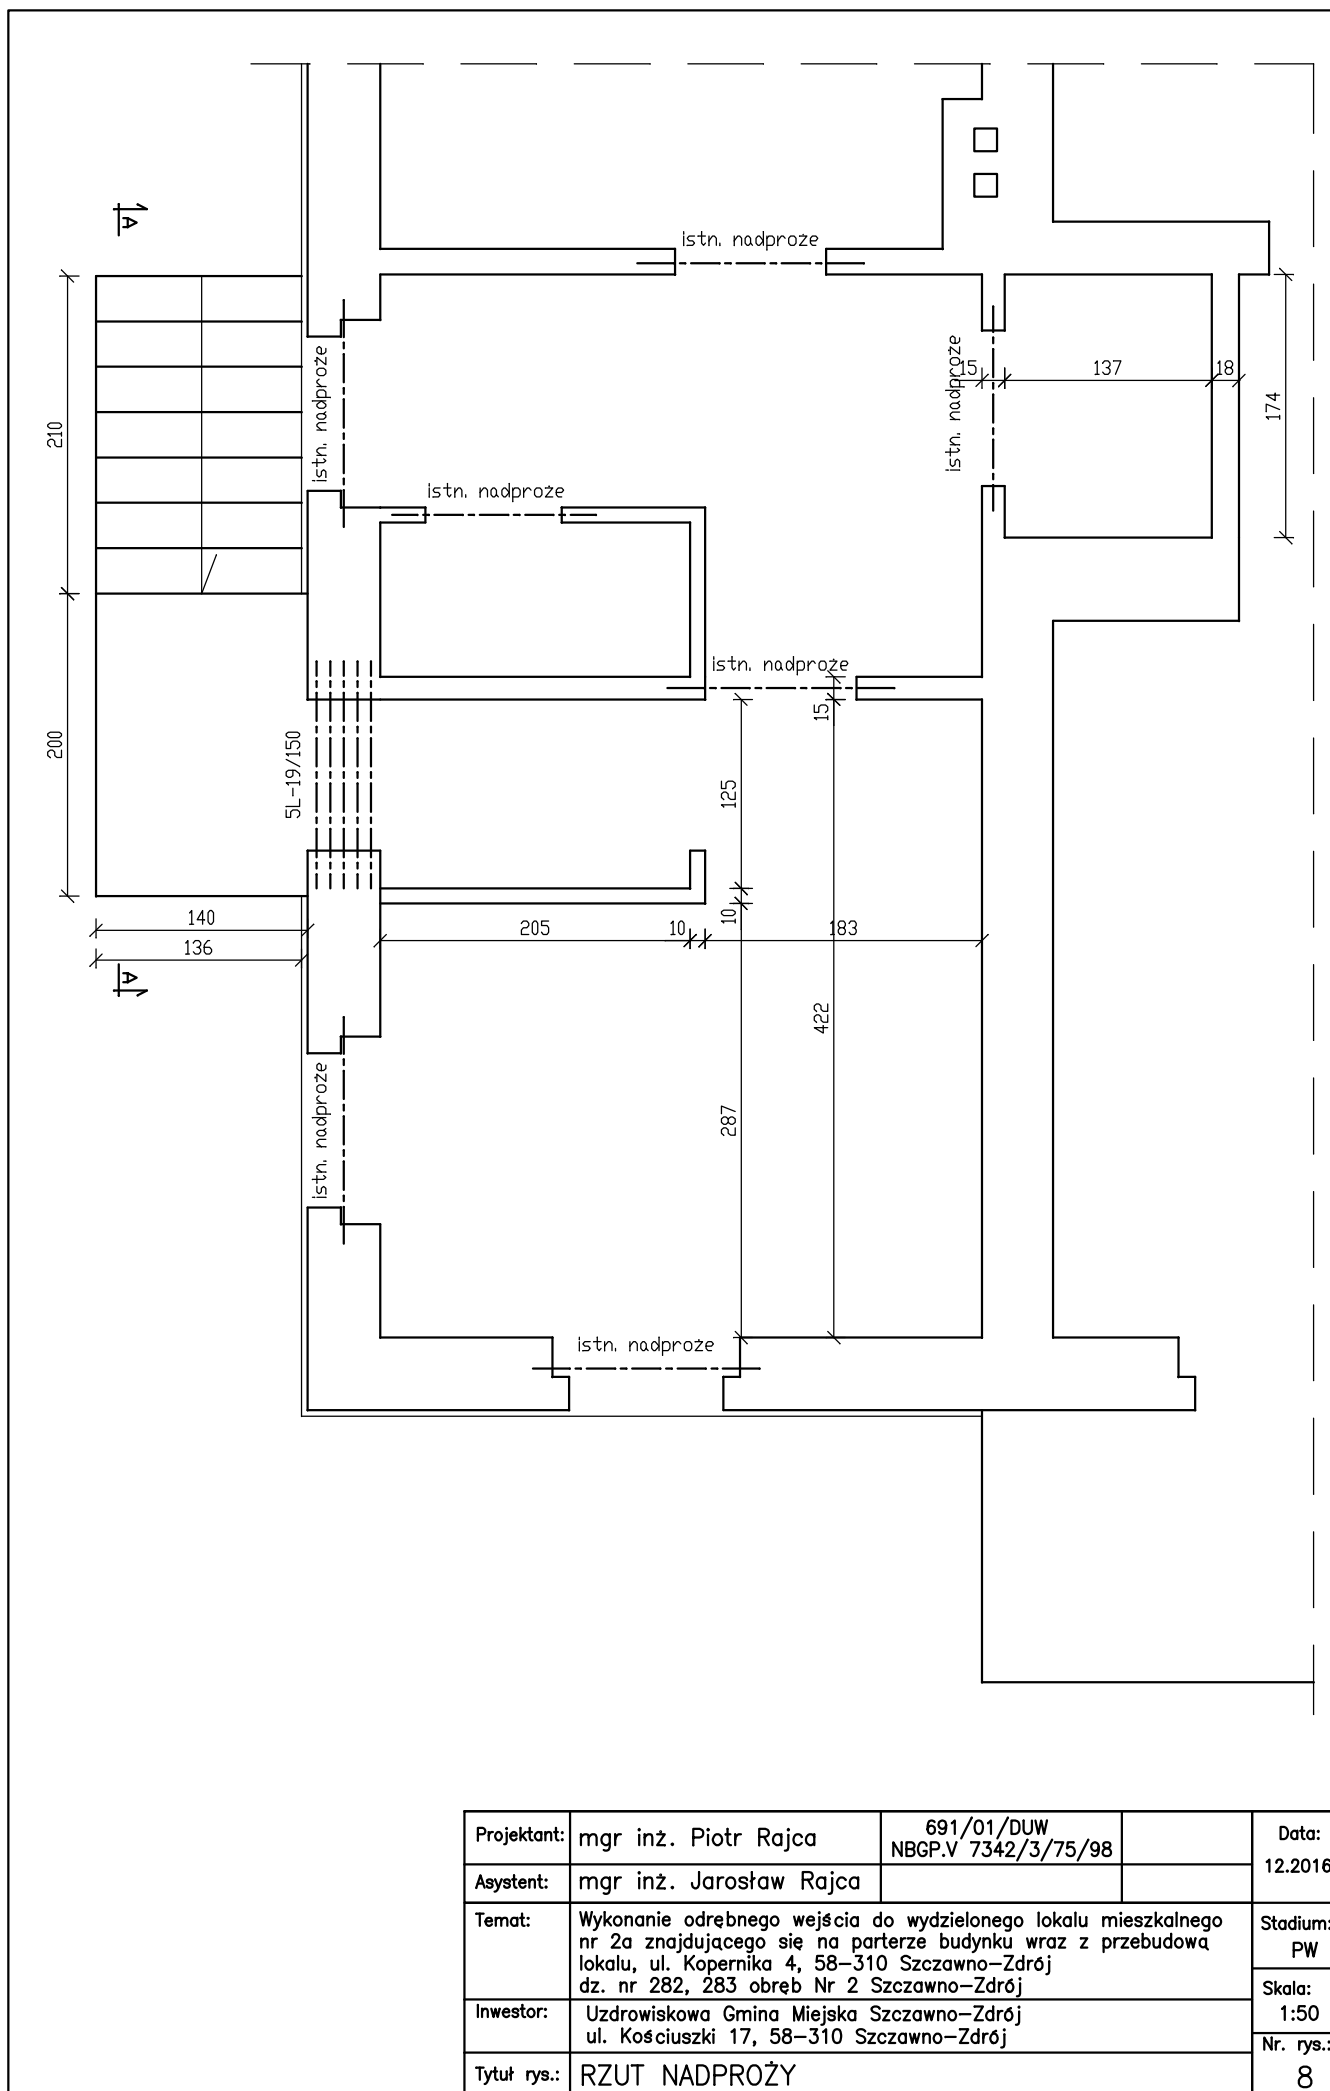 A
istn. nadproże
istn. nadproże
istn. nadproże
15
137
18
174
210
istn. nadproże
istn. nadproże
15
200
5L-19/150
125
140
136
205
10
10
183
A
422
287
istn. nadproże
istn. nadproże
Projektant:
mgr inż. Piotr Rajca
691/01/DUW
NBGP.V 7342/3/75/98
Data:
12.2016
Asystent:
mgr inż. Jarosław Rajca
Temat:
Wykonanie odrębnego wejścia do wydzielonego lokalu mieszkalnego
nr 2a znajdującego się na parterze budynku wraz z przebudową
lokalu, ul. Kopernika 4, 58-310 Szczawno-Zdrój
dz. nr 282, 283 obręb Nr 2 Szczawno-Zdrój
Stadium:
PW
Skala:
1:50
Inwestor:
Uzdrowiskowa Gmina Miejska Szczawno-Zdrój
ul. Kościuszki 17, 58-310 Szczawno-Zdrój
Nr. rys.:
8
Tytuł rys.:
RZUT NADPROŻY